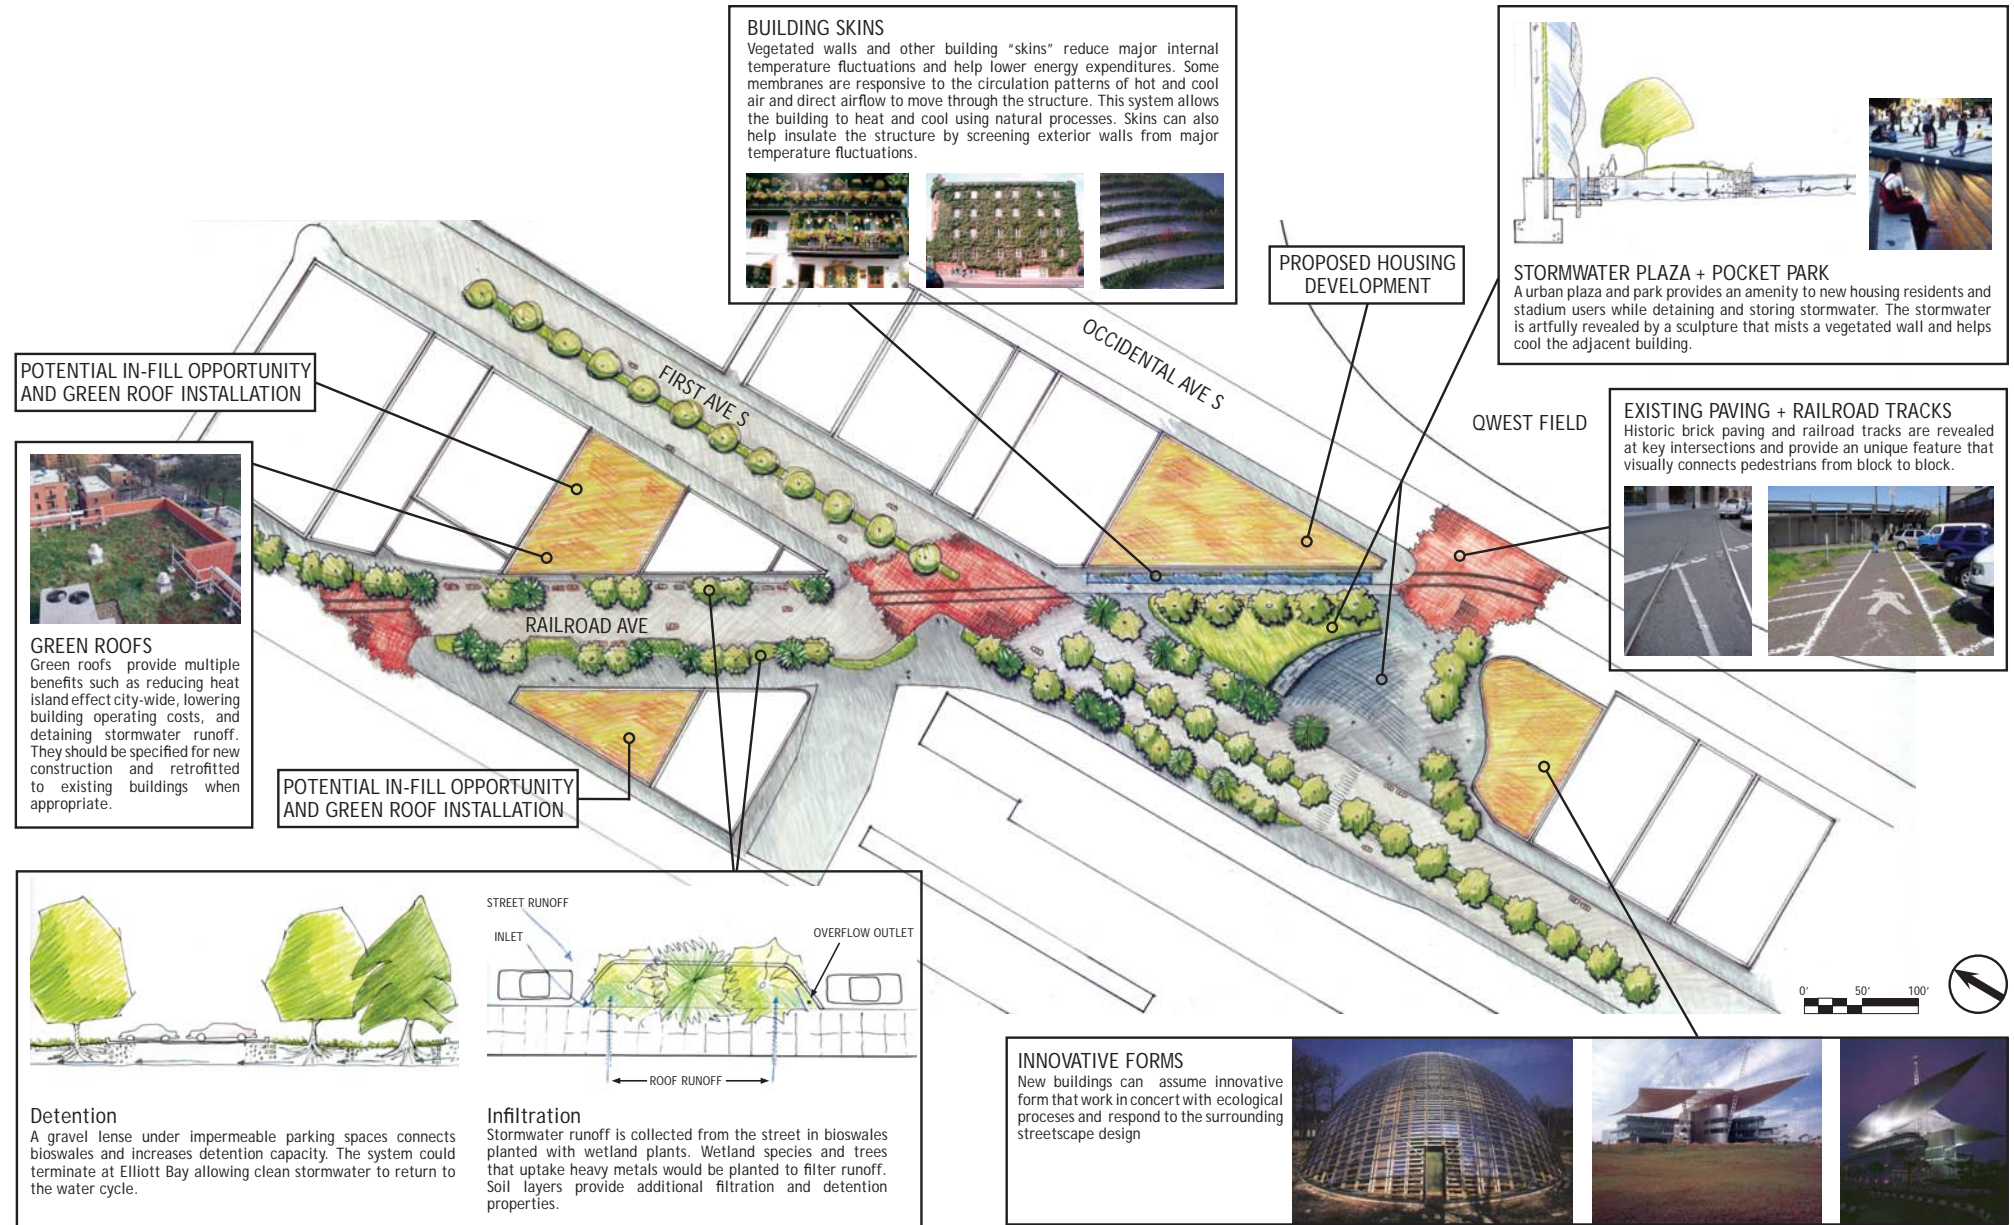 BUILDING SKINS
Vegetated walls and other building “skins” reduce major internal
temperature fluctuations and help lower energy expenditures. Some
membranes are responsive to the circulation patterns of hot and cool
air and direct airflow to move through the structure. This system allows
the building to heat and cool using natural processes. Skins can also
help insulate the structure by screening exterior walls from major
temperature fluctuations.
STORMWATER PLAZA + POCKET PARK
A urban plaza and park provides an amenity to new housing residents and
stadium users while detaining and storing stormwater. The stormwater
is artfully revealed by a sculpture that mists a vegetated wall and helps
cool the adjacent building.
PROPOSED HOUSING
DEVELOPMENT
OCCIDENTAL AVE S
QWEST FIELD
FIRST AVE S
POTENTIAL IN-FILL OPPORTUNITY
AND GREEN ROOF INSTALLATION
EXISTING PAVING + RAILROAD TRACKS
Historic brick paving and railroad tracks are revealed
at key intersections and provide an unique feature that
visually connects pedestrians from block to block.
GREEN ROOFS
Green roofs provide multiple
benefits such as reducing heat
island effect city-wide, lowering
building operating costs, and
detaining stormwater runoff.
They should be specified for new
construction and retrofitted
to existing buildings when
appropriate.
RAILROAD AVE
POTENTIAL IN-FILL OPPORTUNITY
AND GREEN ROOF INSTALLATION
STREET RUNOFF
INLET
OVERFLOW OUTLET
ROOF RUNOFF
Detention
A gravel lense under impermeable parking spaces connects
bioswales and increases detention capacity. The system could
terminate at Elliott Bay allowing clean stormwater to return to
the water cycle.
Infiltration
Stormwater runoff is collected from the street in bioswales
planted with wetland plants. Wetland species and trees
that uptake heavy metals would be planted to filter runoff.
Soil layers provide additional filtration and detention
properties.
0' 50' 100'
INNOVATIVE FORMS
New buildings can assume innovative
form that work in concert with ecological
proceses and respond to the surrounding
streetscape design